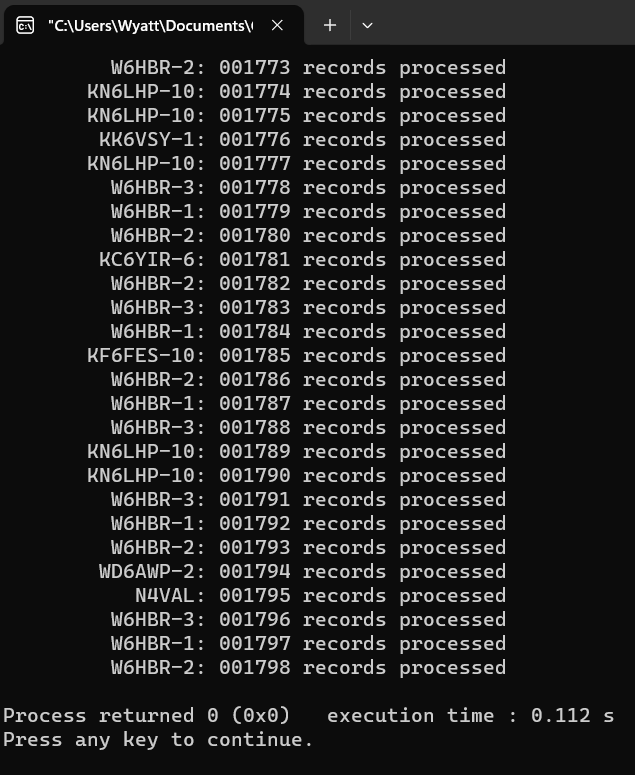 "C:\Users\Wyatt\Documents\
W6HBR-2: 001773 records processed
KN6LHP-10: 001774 records processed
KN6LHP-10: 001775 records processed
KK6VSY-1: 001776 records processed
KN6LHP-10: 001777 records processed
W6HBR-3: 001778 records processed
W6HBR-1: 001779 records processed
W6HBR-2: 001780 records processed
KC6YIR-6: 001781 records processed
W6HBR-2: 001782 records processed
W6HBR-3: 001783 records processed
W6HBR-1: 001784 records processed
KF6FES-10: 001785 records processed
W6HBR-2: 001786 records processed
W6HBR-1: 001787 records processed
W6HBR-3: 001788 records processed
KN6LHP-10: 001789 records processed
KN6LHP-10: 001790 records processed
W6HBR-3: 001791 records processed
W6HBR-1: 001792 records processed
W6HBR-2: 001793 records processed
WD6AWP-2: 001794 records processed
N4VAL: 001795 records processed
W6HBR-3: 001796 records processed
W6HBR-1: 001797 records processed
W6HBR-2: 001798 records processed
Process returned 0 (0x0)   execution time : 0.112 s
Press any key to continue.